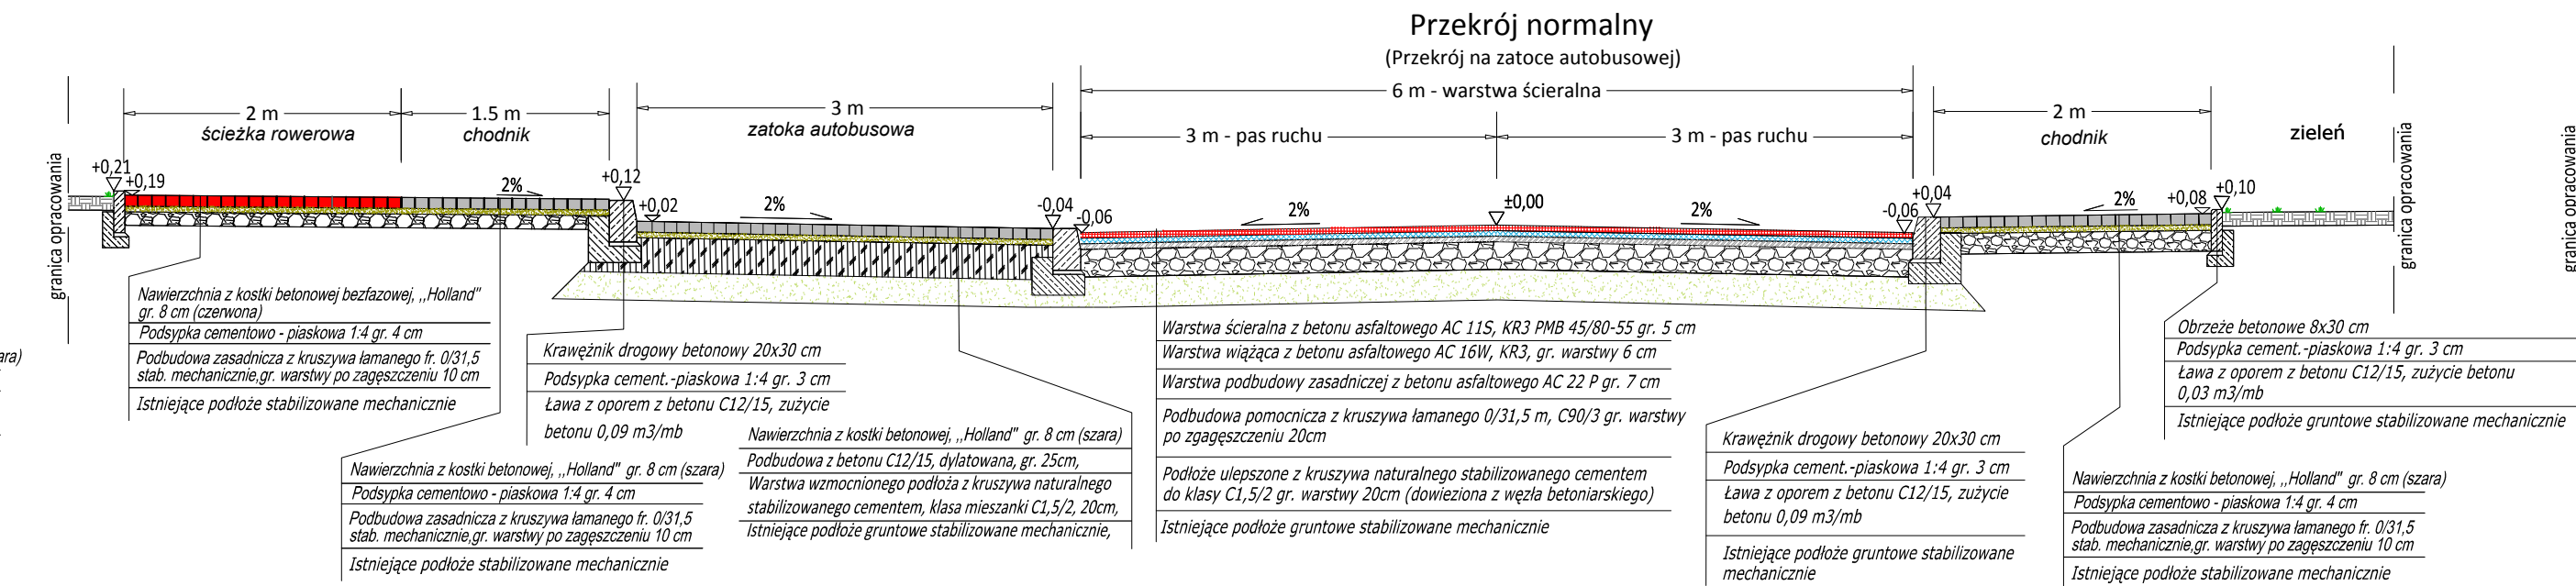 Przekrój normalny
(Przekrój na zatoce autobusowej)
6 m - warstwa ścieralna
2 m
ścieżka rowerowa
1.5 m
chodnik
3 m
zatoka autobusowa
3 m - pas ruchu
3 m - pas ruchu
2 m
chodnik
zieleń
granica opracowania
granica opracowania
granica opracowania
+0,21
+0,19
2%
+0,12
+0,02
2%
-0,04
-0,06
2%
±0,00
2%
-0,06
+0,04
2%
+0,08
+0,10
ara)
Nawierzchnia z kostki betonowej bezfazowej, ,,Holland"
gr. 8 cm (czerwona)
Podsypka cementowo - piaskowa 1:4 gr. 4 cm
Podbudowa zasadnicza z kruszywa łamanego fr. 0/31,5
stab. mechanicznie,gr. warstwy po zagęszczeniu 10 cm
Istniejące podłoże stabilizowane mechanicznie
Nawierzchnia z kostki betonowej, ,,Holland" gr. 8 cm (szara)
Podsypka cementowo - piaskowa 1:4 gr. 4 cm
Podbudowa zasadnicza z kruszywa łamanego fr. 0/31,5
stab. mechanicznie,gr. warstwy po zagęszczeniu 10 cm
Istniejące podłoże stabilizowane mechanicznie
Krawężnik drogowy betonowy 20x30 cm
Podsypka cement.-piaskowa 1:4 gr. 3 cm
Ława z oporem z betonu C12/15, zużycie
betonu 0,09 m3/mb
Nawierzchnia z kostki betonowej, ,,Holland" gr. 8 cm (szara)
Podbudowa z betonu C12/15, dylatowana, gr. 25cm,
Warstwa wzmocnionego podłoża z kruszywa naturalnego
stabilizowanego cementem, klasa mieszanki C1,5/2, 20cm,
Istniejące podłoże gruntowe stabilizowane mechanicznie,
Warstwa ścieralna z betonu asfaltowego AC 11S, KR3 PMB 45/80-55 gr. 5 cm
Warstwa wiążąca z betonu asfaltowego AC 16W, KR3, gr. warstwy 6 cm
Warstwa podbudowy zasadniczej z betonu asfaltowego AC 22 P gr. 7 cm
Podbudowa pomocnicza z kruszywa łamanego 0/31,5 m, C90/3 gr. warstwy
po zgagęszczeniu 20cm
Podłoże ulepszone z kruszywa naturalnego stabilizowanego cementem
do klasy C1,5/2 gr. warstwy 20cm (dowieziona z węzła betoniarskiego)
Istniejące podłoże gruntowe stabilizowane mechanicznie
Krawężnik drogowy betonowy 20x30 cm
Podsypka cement.-piaskowa 1:4 gr. 3 cm
Ława z oporem z betonu C12/15, zużycie
betonu 0,09 m3/mb
Istniejące podłoże gruntowe stabilizowane
mechanicznie
Obrzeże betonowe 8x30 cm
Podsypka cement.-piaskowa 1:4 gr. 3 cm
Ława z oporem z betonu C12/15, zużycie betonu
0,03 m3/mb
Istniejące podłoże gruntowe stabilizowane mechanicznie
Nawierzchnia z kostki betonowej, ,,Holland" gr. 8 cm (szara)
Podsypka cementowo - piaskowa 1:4 gr. 4 cm
Podbudowa zasadnicza z kruszywa łamanego fr. 0/31,5
stab. mechanicznie,gr. warstwy po zagęszczeniu 10 cm
Istniejące podłoże stabilizowane mechanicznie